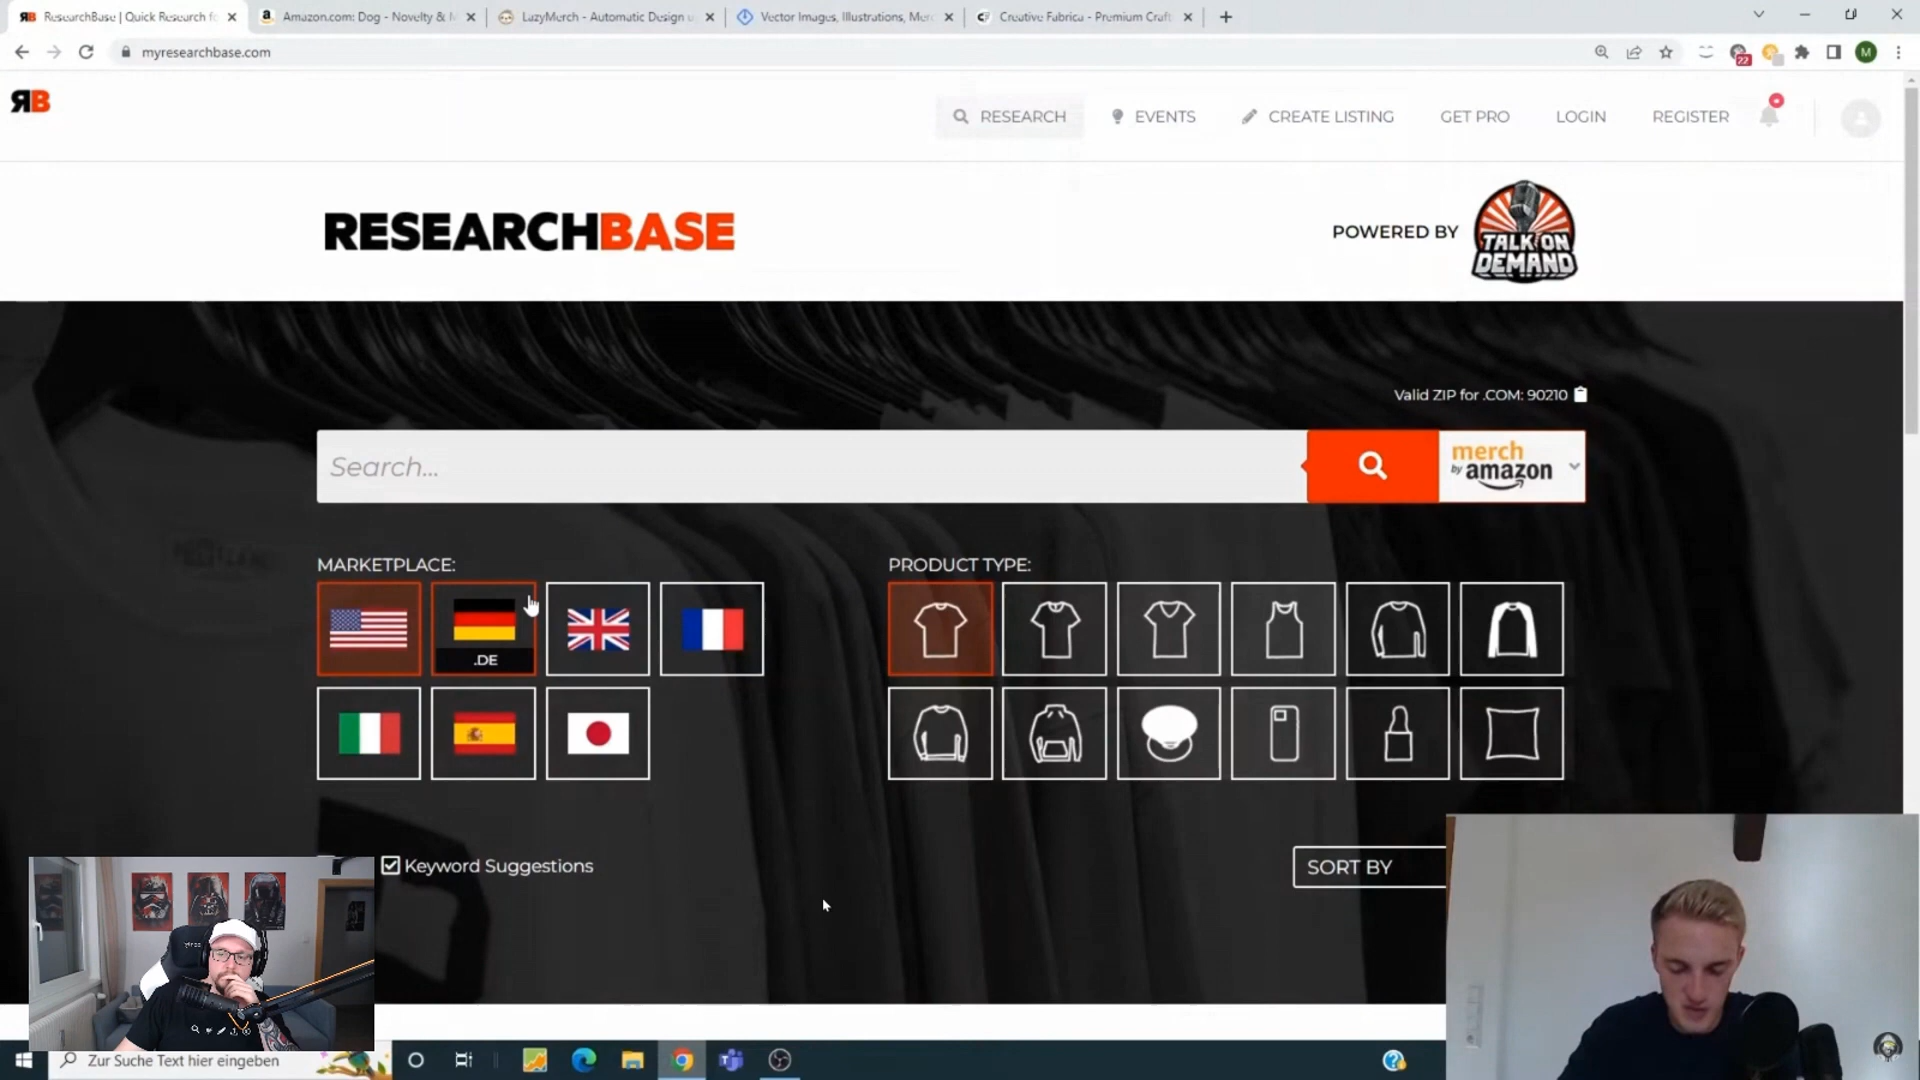 ResearchBase | Quick Research fo
Amazon.com: Dog - Novelty & M
LazyMerch - Automatic Design u
Vector Images, Illustrations, Mer
Creative Fabrica - Premium Craft
myresearchbase.com
22
M
RB
RESEARCH
EVENTS
CREATE LISTING
GET PRO
LOGIN
REGISTER
RESEARCHBASE
POWERED BY
TALK ON
DEMAND
Valid ZIP for .COM: 90210
Search...
merch
by amazon
MARKETPLACE:
PRODUCT TYPE:
.DE
Keyword Suggestions
SORT BY
Zur Suche Text hier eingeben